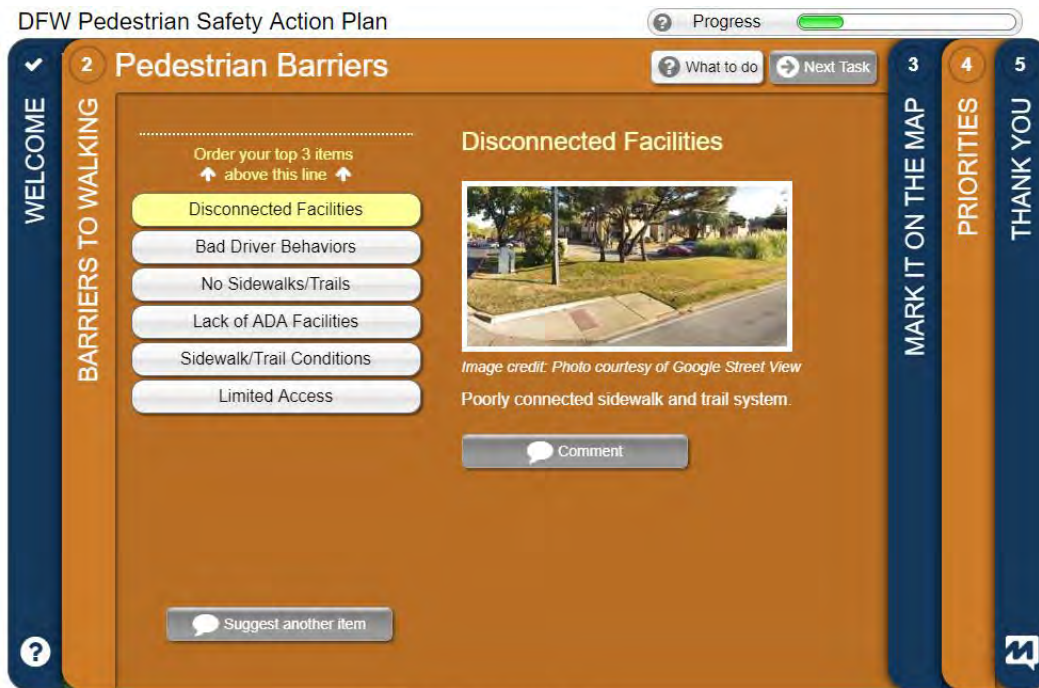 DFW Pedestrian Safety Action Plan
? Progress
WELCOME
?
2
BARRIERS TO WALKING
Pedestrian Barriers
? What to do
Next Task
Order your top 3 items
above this line
Disconnected Facilities
Bad Driver Behaviors
No Sidewalks/Trails
Lack of ADA Facilities
Sidewalk/Trail Conditions
Limited Access
Suggest another item
Disconnected Facilities
Image credit: Photo courtesy of Google Street View
Poorly connected sidewalk and trail system.
Comment
3
MARK IT ON THE MAP
4
PRIORITIES
5
THANK YOU